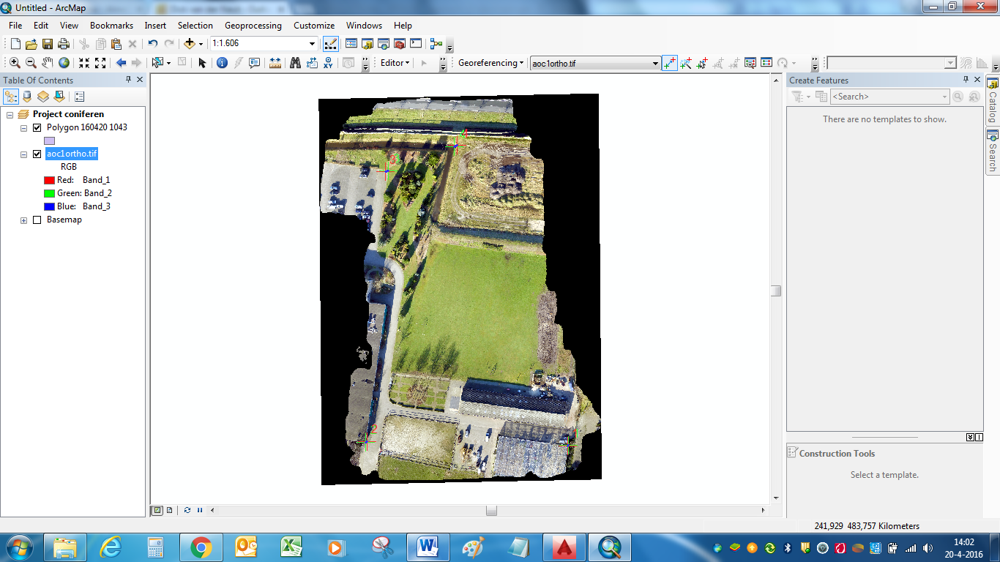 Untitled - ArcMap
File Edit View Bookmarks Insert Selection Geoprocessing Customize Windows Help
1:1.606
Editor Georeferencing aoc1ortho.tif
Table Of Contents
Create Features
Project coniferen
<Search>
Polygon 160420 1043
There are no templates to show.
aoc1ortho.tif
RGB
Red: Band_1
Green: Band_2
Blue: Band_3
Basemap
Catalog
Search
4
3
2
Construction Tools
Select a template.
241,929 483,757 Kilometers
14:02
20-4-2016